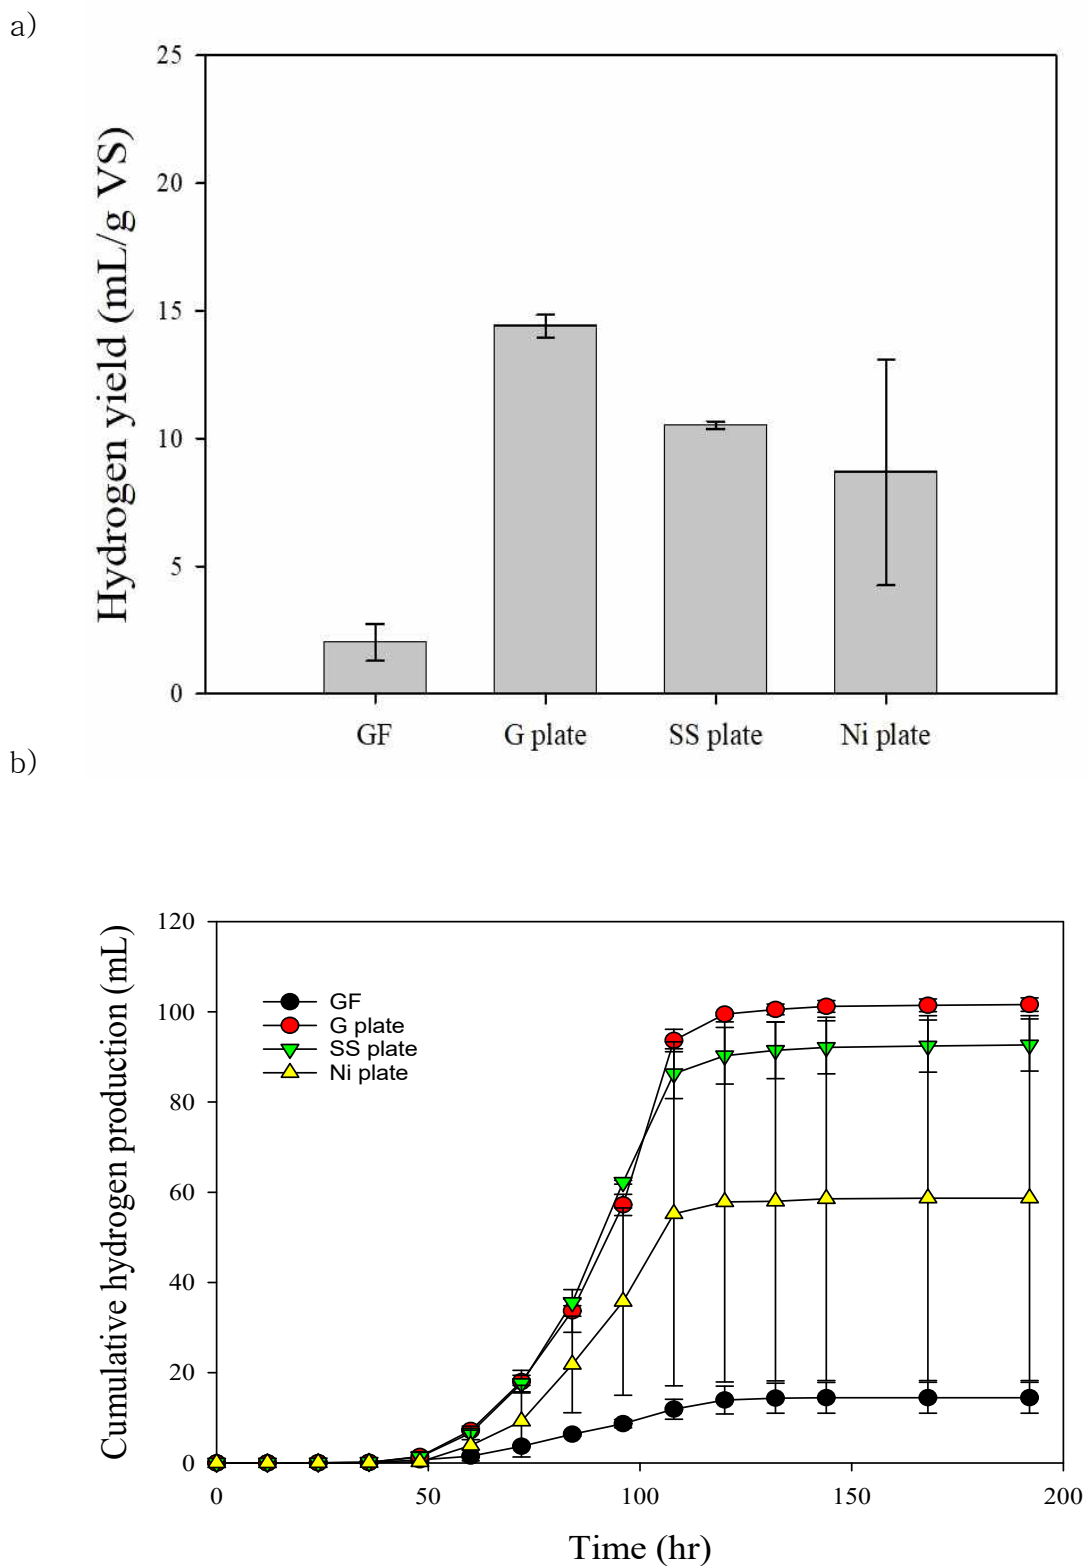 a)
25
20
15
10
5
0
Hydrogen yield (mL/g VS)
GF G plate SS plate Ni plate
b)
120
100
80
60
40
20
0
Cumulative hydrogen production (mL)
GF
G plate
SS plate
Ni plate
0 50 100 150 200
Time (hr)